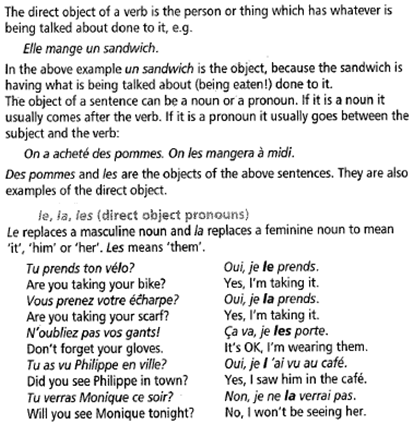 The direct object of a verb is the person or thing which has whatever is
being talked about done to it, e.g.
Elle mange un sandwich.
In the above example un sandwich is the object, because the sandwich is
having what is being talked about (being eaten!) done to it.
The object of a sentence can be a noun or a pronoun. If it is a noun it
usually comes after the verb. If it is a pronoun it usually goes between the
subject and the verb:
On a acheté des pommes. On les mangera à midi.
Des pommes and les are the objects of the above sentences. They are also
examples of the direct object.
le, la, les (direct object pronouns)
Le replaces a masculine noun and la replaces a feminine noun to mean
'it', 'him' or 'her'. Les means 'them'.
Tu prends ton vélo? Oui, je le prends.
Are you taking your bike? Yes, I'm taking it.
Vous prenez votre écharpe? Oui, je la prends.
Are you taking your scarf? Yes, I'm taking it.
N'oubliez pas vos gants! Ça va, je les porte.
Don't forget your gloves. It's OK, I'm wearing them.
Tu as vu Philippe en ville? Oui, je l 'ai vu au café.
Did you see Philippe in town? Yes, I saw him in the café.
Tu verras Monique ce soir? Non, je ne la verrai pas.
Will you see Monique tonight? No, I won't be seeing her.